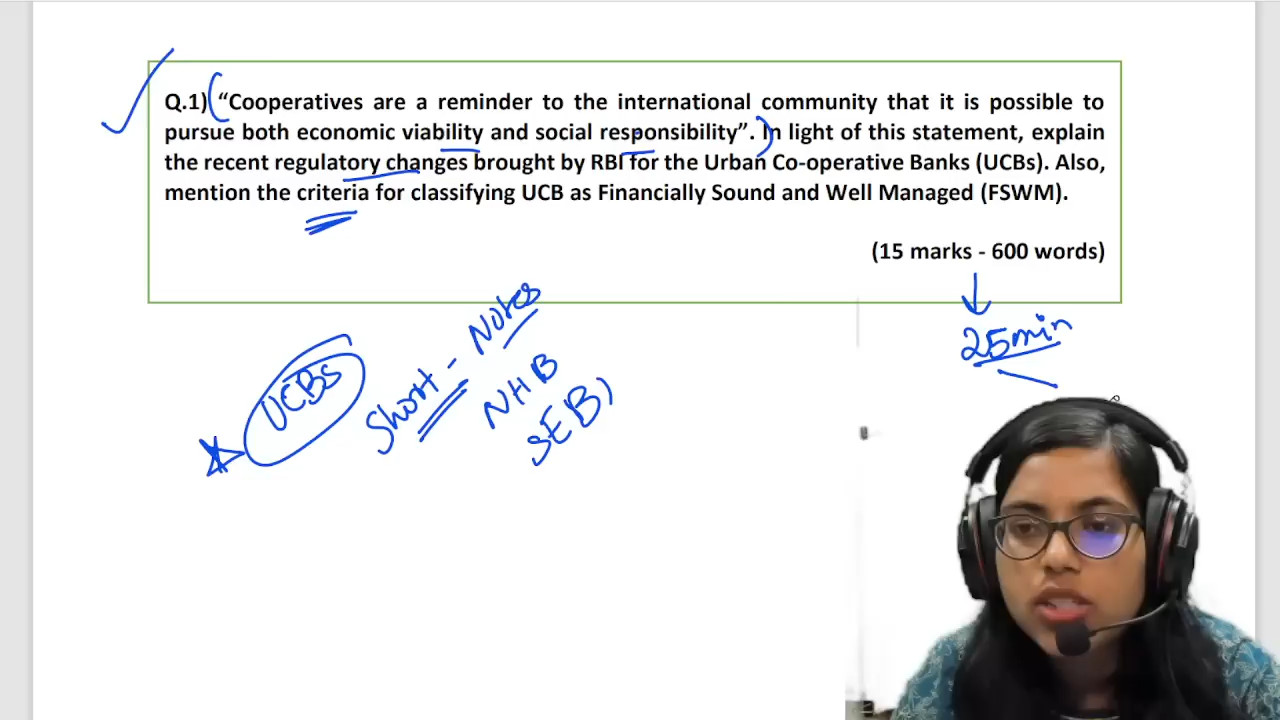 Q.1) “Cooperatives are a reminder to the international community that it is possible to
pursue both economic viability and social responsibility”. In light of this statement, explain
the recent regulatory changes brought by RBI for the Urban Co-operative Banks (UCBs). Also,
mention the criteria for classifying UCB as Financially Sound and Well Managed (FSWM).
(15 marks - 600 words)
25min
UCBS
Short - Notes
NHB
SEBI